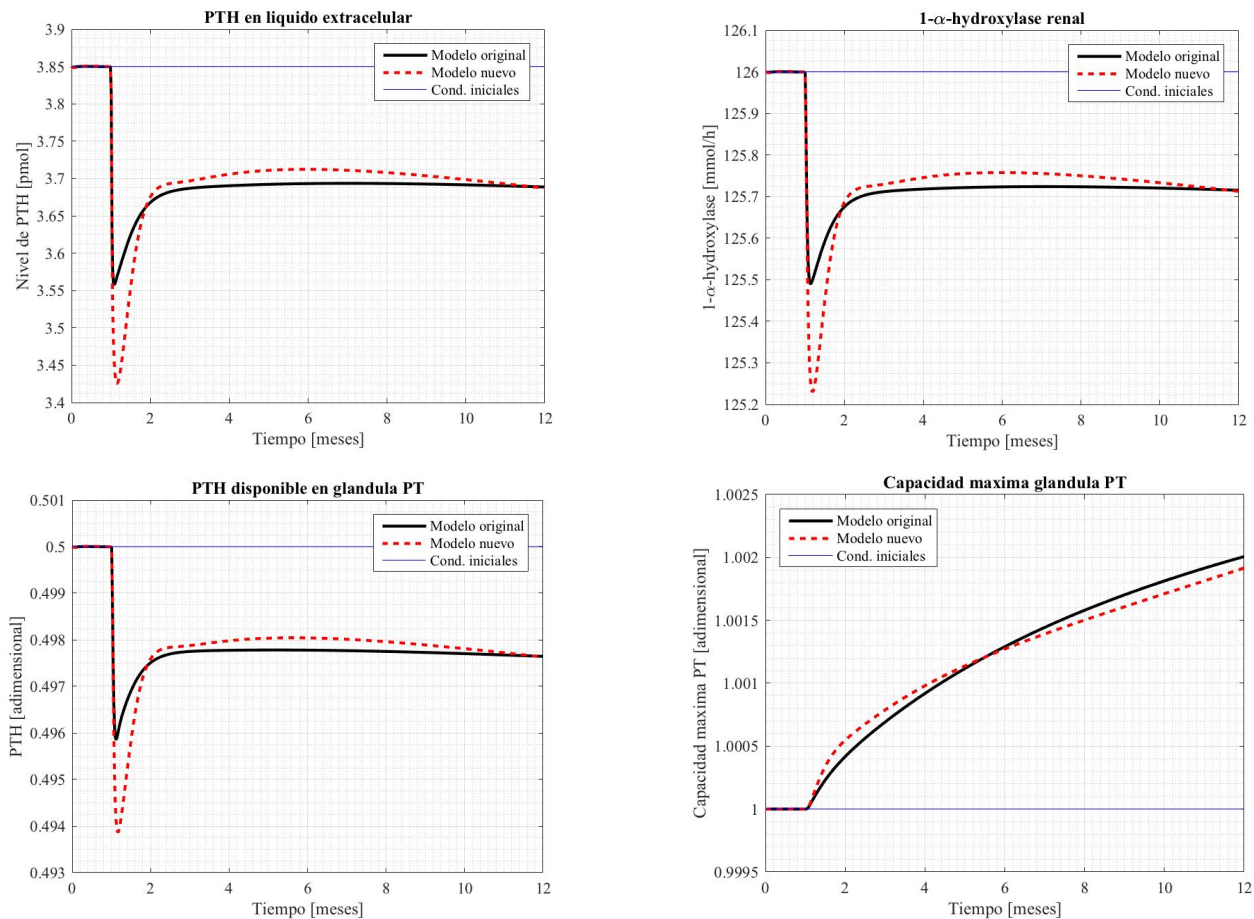 PTH en liquido extracelular
3.9
3.85
3.8
3.75
3.7
3.65
3.6
3.55
3.5
3.45
3.4
Nivel de PTH [pmol]
Modelo original
Modelo nuevo
Cond. iniciales
0 2 4 6 8 10 12
Tiempo [meses]
1-α-hydroxylase renal
126.1
126
125.9
125.8
125.7
125.6
125.5
125.4
125.3
125.2
1-α-hydroxylase [mmol/h]
Modelo original
Modelo nuevo
Cond. iniciales
0 2 4 6 8 10 12
Tiempo [meses]
PTH disponible en glandula PT
0.501
0.5
0.499
0.498
0.497
0.496
0.495
0.494
0.493
PTH [adimensional]
Modelo original
Modelo nuevo
Cond. iniciales
0 2 4 6 8 10 12
Tiempo [meses]
Capacidad maxima glandula PT
1.0025
1.002
1.0015
1.001
1.0005
1
0.9995
Capacidad maxima PT [adimensional]
Modelo original
Modelo nuevo
Cond. iniciales
0 2 4 6 8 10 12
Tiempo [meses]